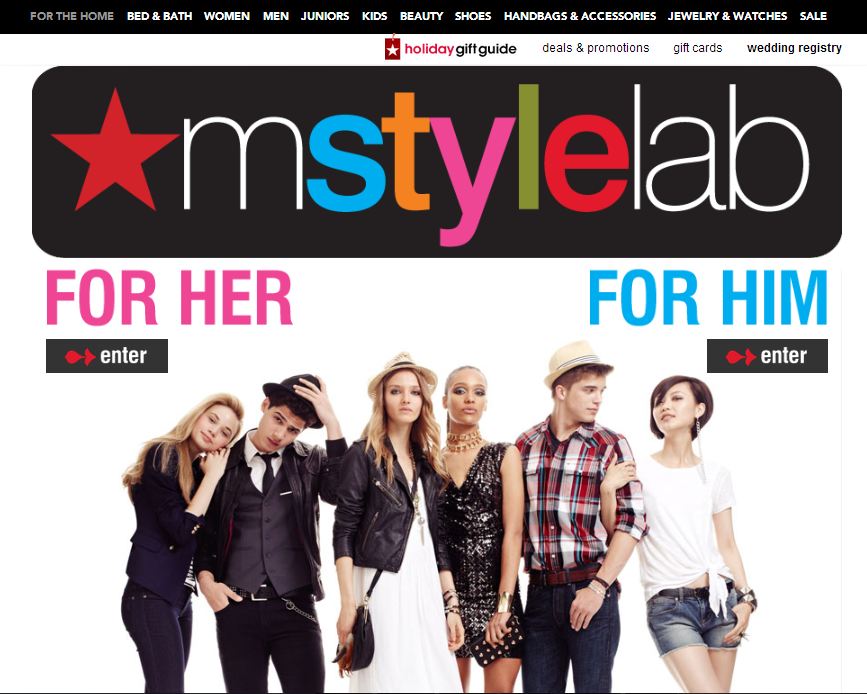 FOR THE HOME BED & BATH WOMEN MEN JUNIORS KIDS BEAUTY SHOES HANDBAGS & ACCESSORIES JEWELRY & WATCHES SALE
holiday gift guide deals & promotions gift cards wedding registry
mstylelab
FOR HER FOR HIM
enter enter